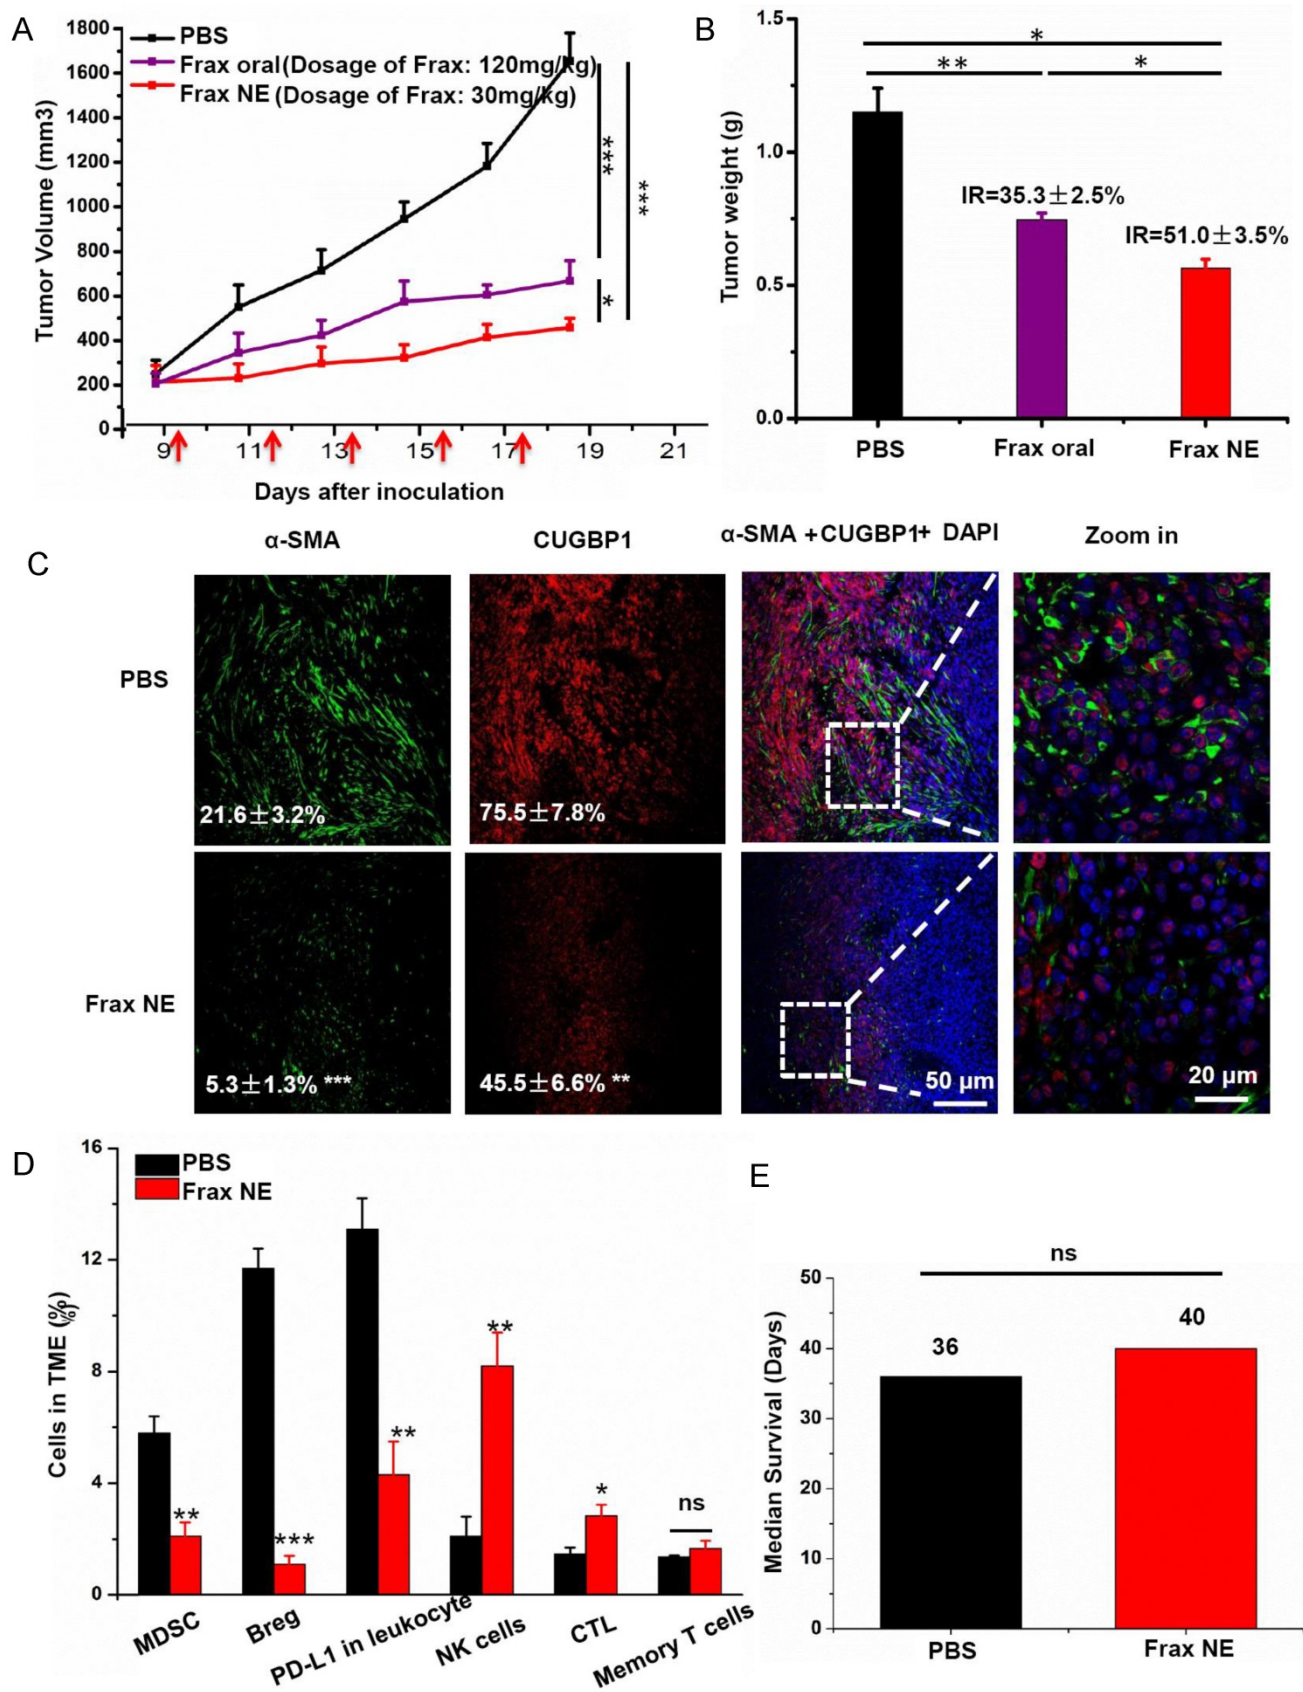 A
1800
1600
1400
1200
1000
800
600
400
200
0
Tumor Volume (mm3)
PBS
Frax oral(Dosage of Frax: 120mg/kg)
Frax NE (Dosage of Frax: 30mg/kg)
***
***
*
9 11 13 15 17 19 21
Days after inoculation
B
1.5
1.0
0.5
0.0
Tumor weight (g)
*
** *
IR=35.3±2.5%
IR=51.0±3.5%
PBS Frax oral Frax NE
C
α-SMA CUGBP1 α-SMA +CUGBP1+ DAPI Zoom in
PBS
21.6±3.2% 75.5±7.8%
Frax NE
5.3±1.3% *** 45.5±6.6% ** 50 μm 20 μm
D
16
12
8
4
0
Cells in TME (%)
PBS
Frax NE
** *** ** ** * ns
MDSC Breg PD-L1 in leukocyte NK cells CTL Memory T cells
E
50
40
30
20
10
0
Median Survival (Days)
ns
36 40
PBS Frax NE